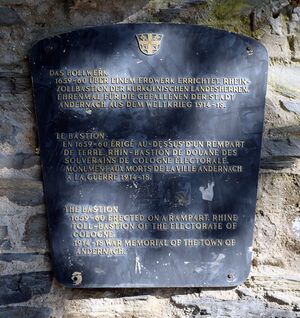 DAS BOLLWERK
1659-60 ÜBER EINEM ERDWERK ERRICHTET, RHEIN-
ZOLLBASTION DER KURKÖLNISCHEN LANDESHERREN.
EHRENMAL FÜR DIE GEFALLENEN DER STADT
ANDERNACH AUS DEM WELTKRIEG 1914-18.
LE BASTION
EN 1659-60 ÉRIGÉ AU-DESSUS D'UN REMPART
DE TERRE, RHIN-BASTION DE DOUANE DES
SOUVERAINS DE COLOGNE ÉLECTORALE.
MONUMENT AUX MORTS DE LA VILLE ANDERNACH
A LA GUERRE 1914-18.
THE BASTION
1659-60 ERECTED ON A RAMPART. RHINE
TOLL-BASTION OF THE ELECTORATE OF
COLOGNE.
1914-18 WAR MEMORIAL OF THE TOWN OF
ANDERNACH.